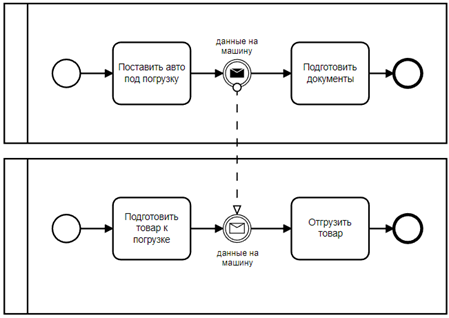 данные на
машину
Поставить авто
под погрузку
Подготовить
документы
Подготовить
товар к
погрузке
данные на
машину
Отгрузить
товар